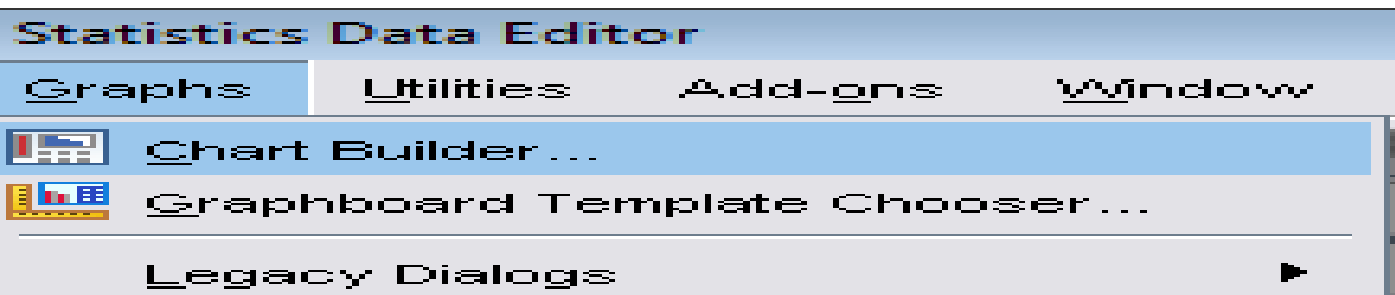 Statistics Data Editor
Graphs Utilities Add-ons Window
Chart Builder...
Graphboard Template Chooser...
Legacy Dialogs